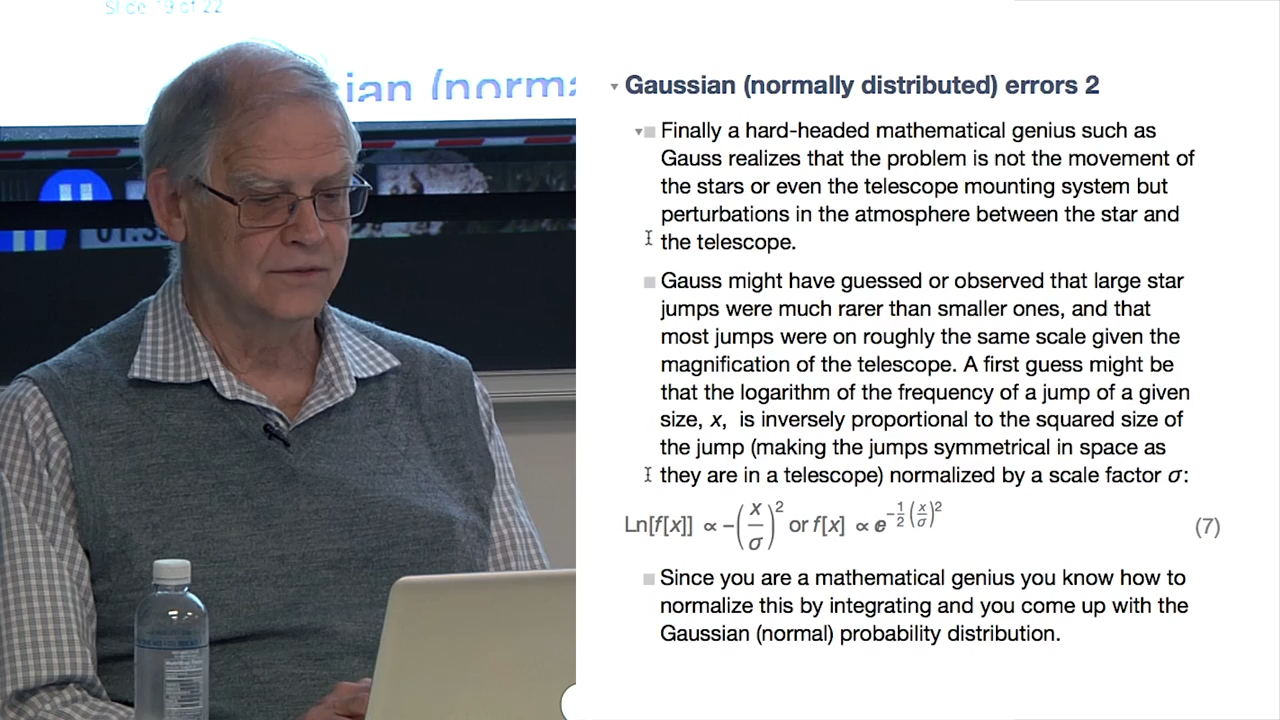 Slide 19 of 22
ian (norma
Gaussian (normally distributed) errors 2
Finally a hard-headed mathematical genius such as
Gauss realizes that the problem is not the movement of
the stars or even the telescope mounting system but
perturbations in the atmosphere between the star and
the telescope.
Gauss might have guessed or observed that large star
jumps were much rarer than smaller ones, and that
most jumps were on roughly the same scale given the
magnification of the telescope. A first guess might be
that the logarithm of the frequency of a jump of a given
size, x, is inversely proportional to the squared size of
the jump (making the jumps symmetrical in space as
they are in a telescope) normalized by a scale factor σ:
Ln[f[x]] ∝ -(x/σ)² or f[x] ∝ e^(-1/2 (x/σ)²) (7)
Since you are a mathematical genius you know how to
normalize this by integrating and you come up with the
Gaussian (normal) probability distribution.